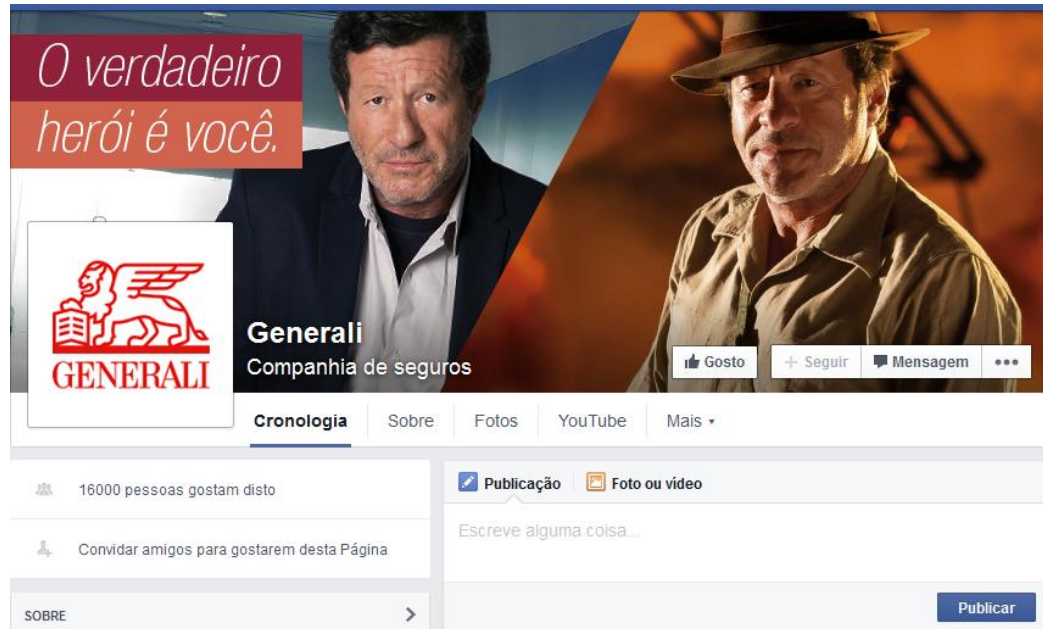 O verdadeiro
herói é você.
GENERALI
Generali
Companhia de seguros
Gosto
Seguir
Mensagem
Cronologia
Sobre
Fotos
YouTube
Mais
16000 pessoas gostam disto
Convidar amigos para gostarem desta Página
SOBRE
Publicação
Foto ou vídeo
Escreve alguma coisa...
Publicar